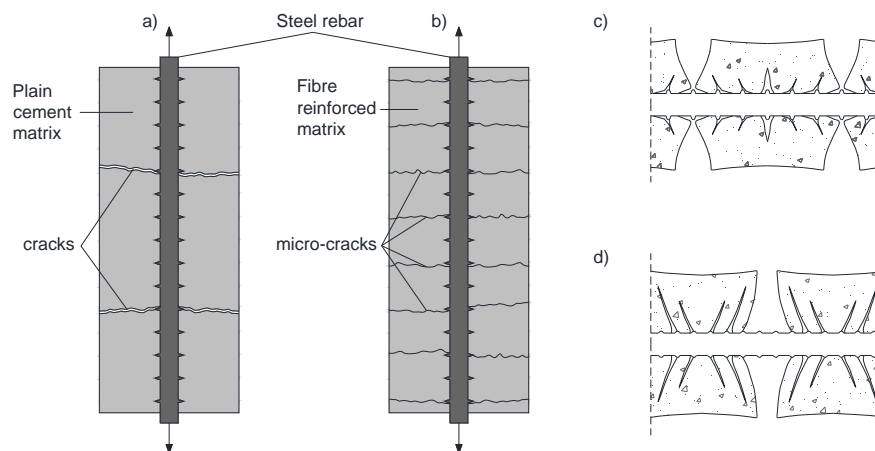 a)
Steel rebar
b)
c)
Plain
cement
matrix
Fibre
reinforced
matrix
cracks
micro-cracks
d)